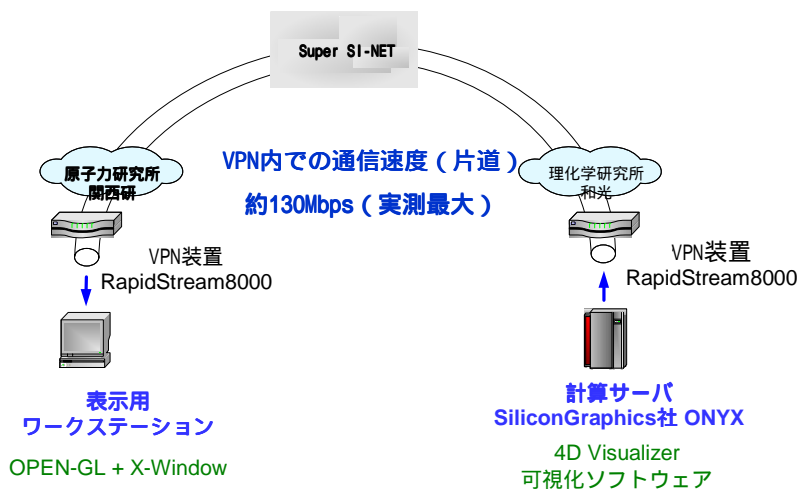 Super SI-NET
原子力研究所
関西研
VPN内での通信速度（片道）
約130Mbps（実測最大）
理化学研究所
和光
VPN装置
RapidStream8000
VPN装置
RapidStream8000
表示用
ワークステーション
OPEN-GL + X-Window
計算サーバ
SiliconGraphics社 ONYX
4D Visualizer
可視化ソフトウェア